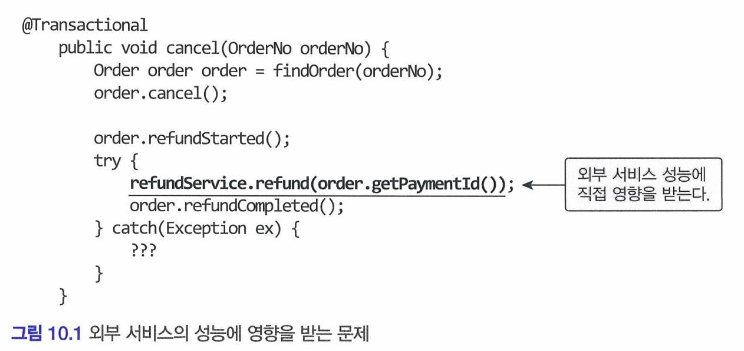 @Transactional
public void cancel(OrderNo orderNo) {
Order order order = findOrder(orderNo);
order.cancel();
order.refundStarted();
try {
refundService.refund(order.getPaymentId());
외부 서비스 성능에
직접 영향을 받는다.
order.refundCompleted();
} catch(Exception ex) {
???
}
}
그림 10.1 외부 서비스의 성능에 영향을 받는 문제